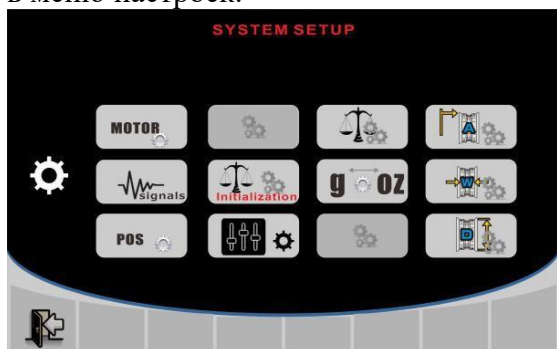 в меню настроек.
SYSTEM SETUP
MOTOR
A
signals
Initialization
g OZ
W
POS
D